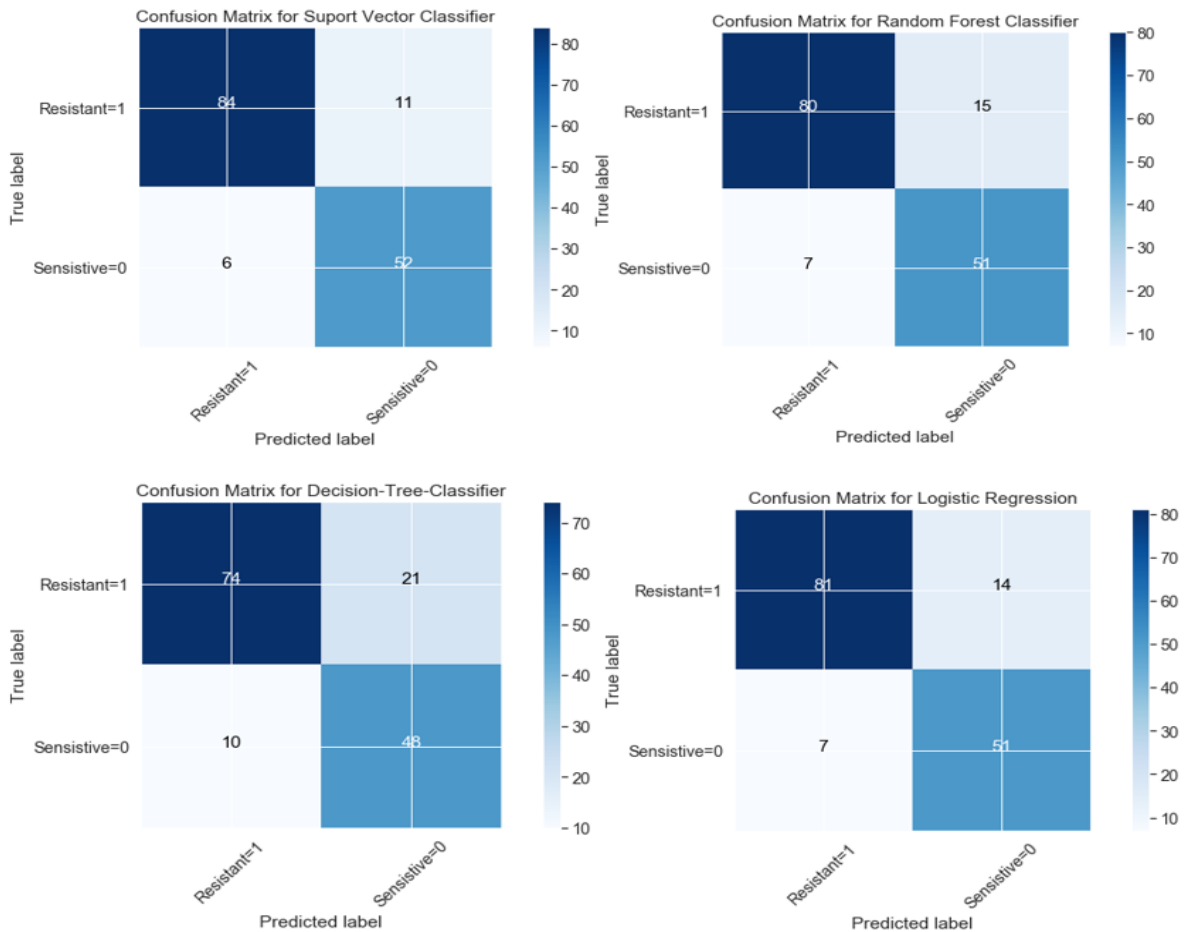 Confusion Matrix for Suport Vector Classifier
True label
Resistant=1
Sensistive=0
84
11
6
52
Resistant=1
Sensistive=0
Predicted label
80
70
60
50
40
30
20
10
Confusion Matrix for Random Forest Classifier
True label
Resistant=1
Sensistive=0
80
15
7
51
Resistant=1
Sensistive=0
Predicted label
80
70
60
50
40
30
20
10
Confusion Matrix for Decision-Tree-Classifier
True label
Resistant=1
Sensistive=0
74
21
10
48
Resistant=1
Sensistive=0
Predicted label
70
60
50
40
30
20
10
Confusion Matrix for Logistic Regression
True label
Resistant=1
Sensistive=0
81
14
7
51
Resistant=1
Sensistive=0
Predicted label
80
70
60
50
40
30
20
10